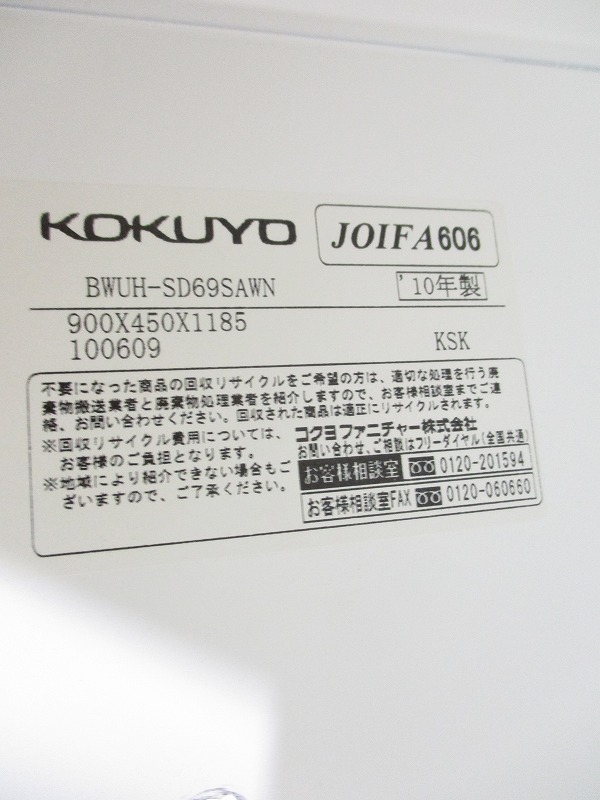 KOKUYO
JOIFA606
BWUH-SD69SAWN
'10年製
900X450X1185
100609
KSK
不要になった商品の回収リサイクルをご希望の方は、適切な処理を行う廃
棄物搬送業者と廃棄物処理業者を紹介しますので、お客様相談室までご連
絡、お問い合わせください。回収された商品は適正にリサイクルされます。
※回収リサイクル費用については、
お客様のご負担となります。
※地域により紹介できない場合もご
ざいますので、ご了承ください。
コクヨファニチャー株式会社
お問い合わせ、ご相談はフリーダイヤル(全国共通)
お客様相談室 0120-201594
お客様相談室FAX 0120-060660